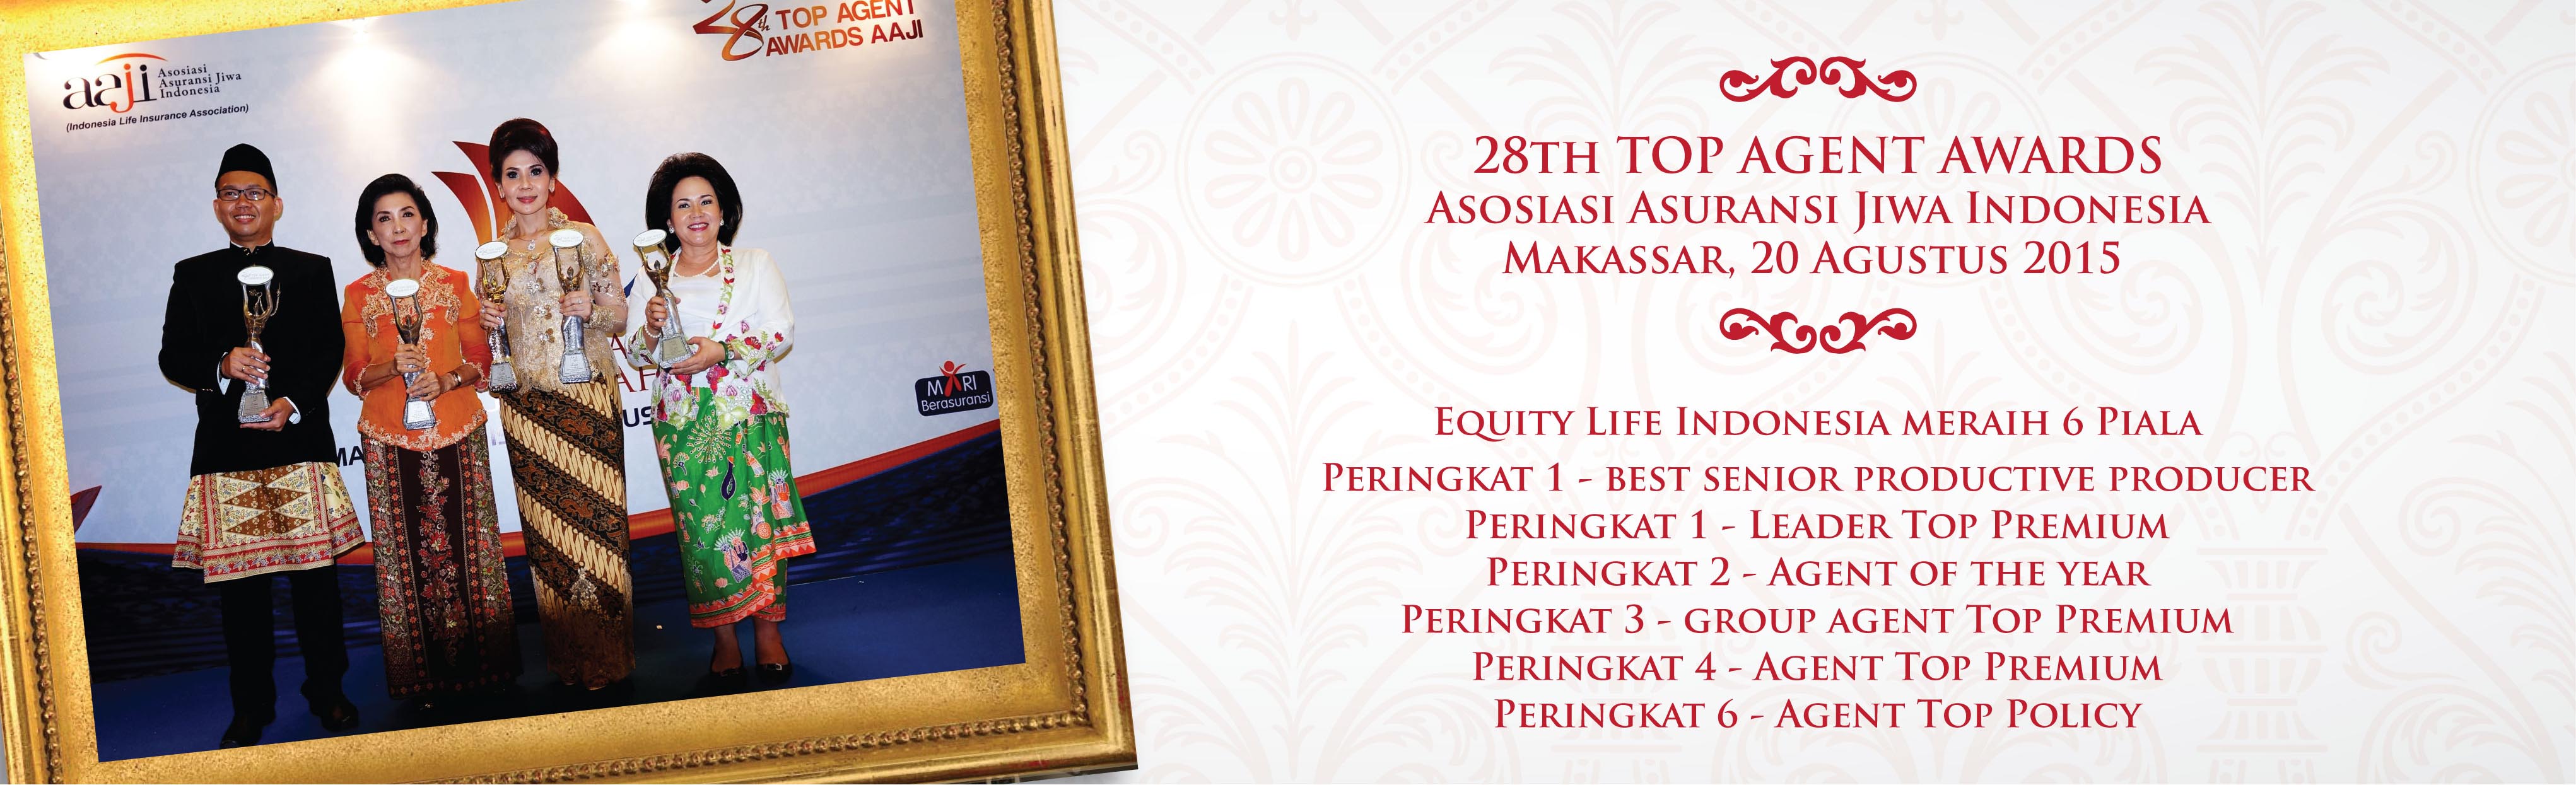 28th TOP AGENT
AWARDS AAJI
aaji Asosiasi
Asuransi Jiwa
Indonesia
(Indonesia Life Insurance Association)
MARI
Berasuransi
28TH TOP AGENT AWARDS
ASOSIASI ASURANSI JIWA INDONESIA
MAKASSAR, 20 AGUSTUS 2015
EQUITY LIFE INDONESIA MERAIH 6 PIALA
PERINGKAT 1 - BEST SENIOR PRODUCTIVE PRODUCER
PERINGKAT 1 - LEADER TOP PREMIUM
PERINGKAT 2 - AGENT OF THE YEAR
PERINGKAT 3 - GROUP AGENT TOP PREMIUM
PERINGKAT 4 - AGENT TOP PREMIUM
PERINGKAT 6 - AGENT TOP POLICY